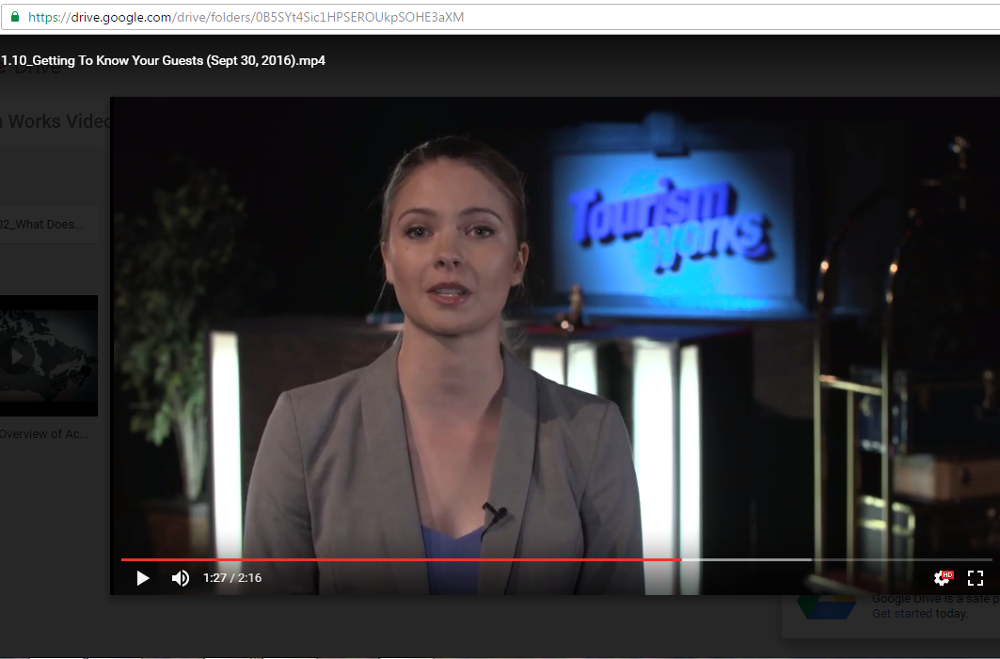 https://drive.google.com/drive/folders/0B5SYt4Sic1HPSEROUkpSOHE3aXM
1.10_Getting To Know Your Guests (Sept 30, 2016).mp4
Drive
Works Video
02_What Does...
Tourism
works
Overview of Ac...
1:27 / 2:16
HD
Google Drive is a safe p
Get started today.